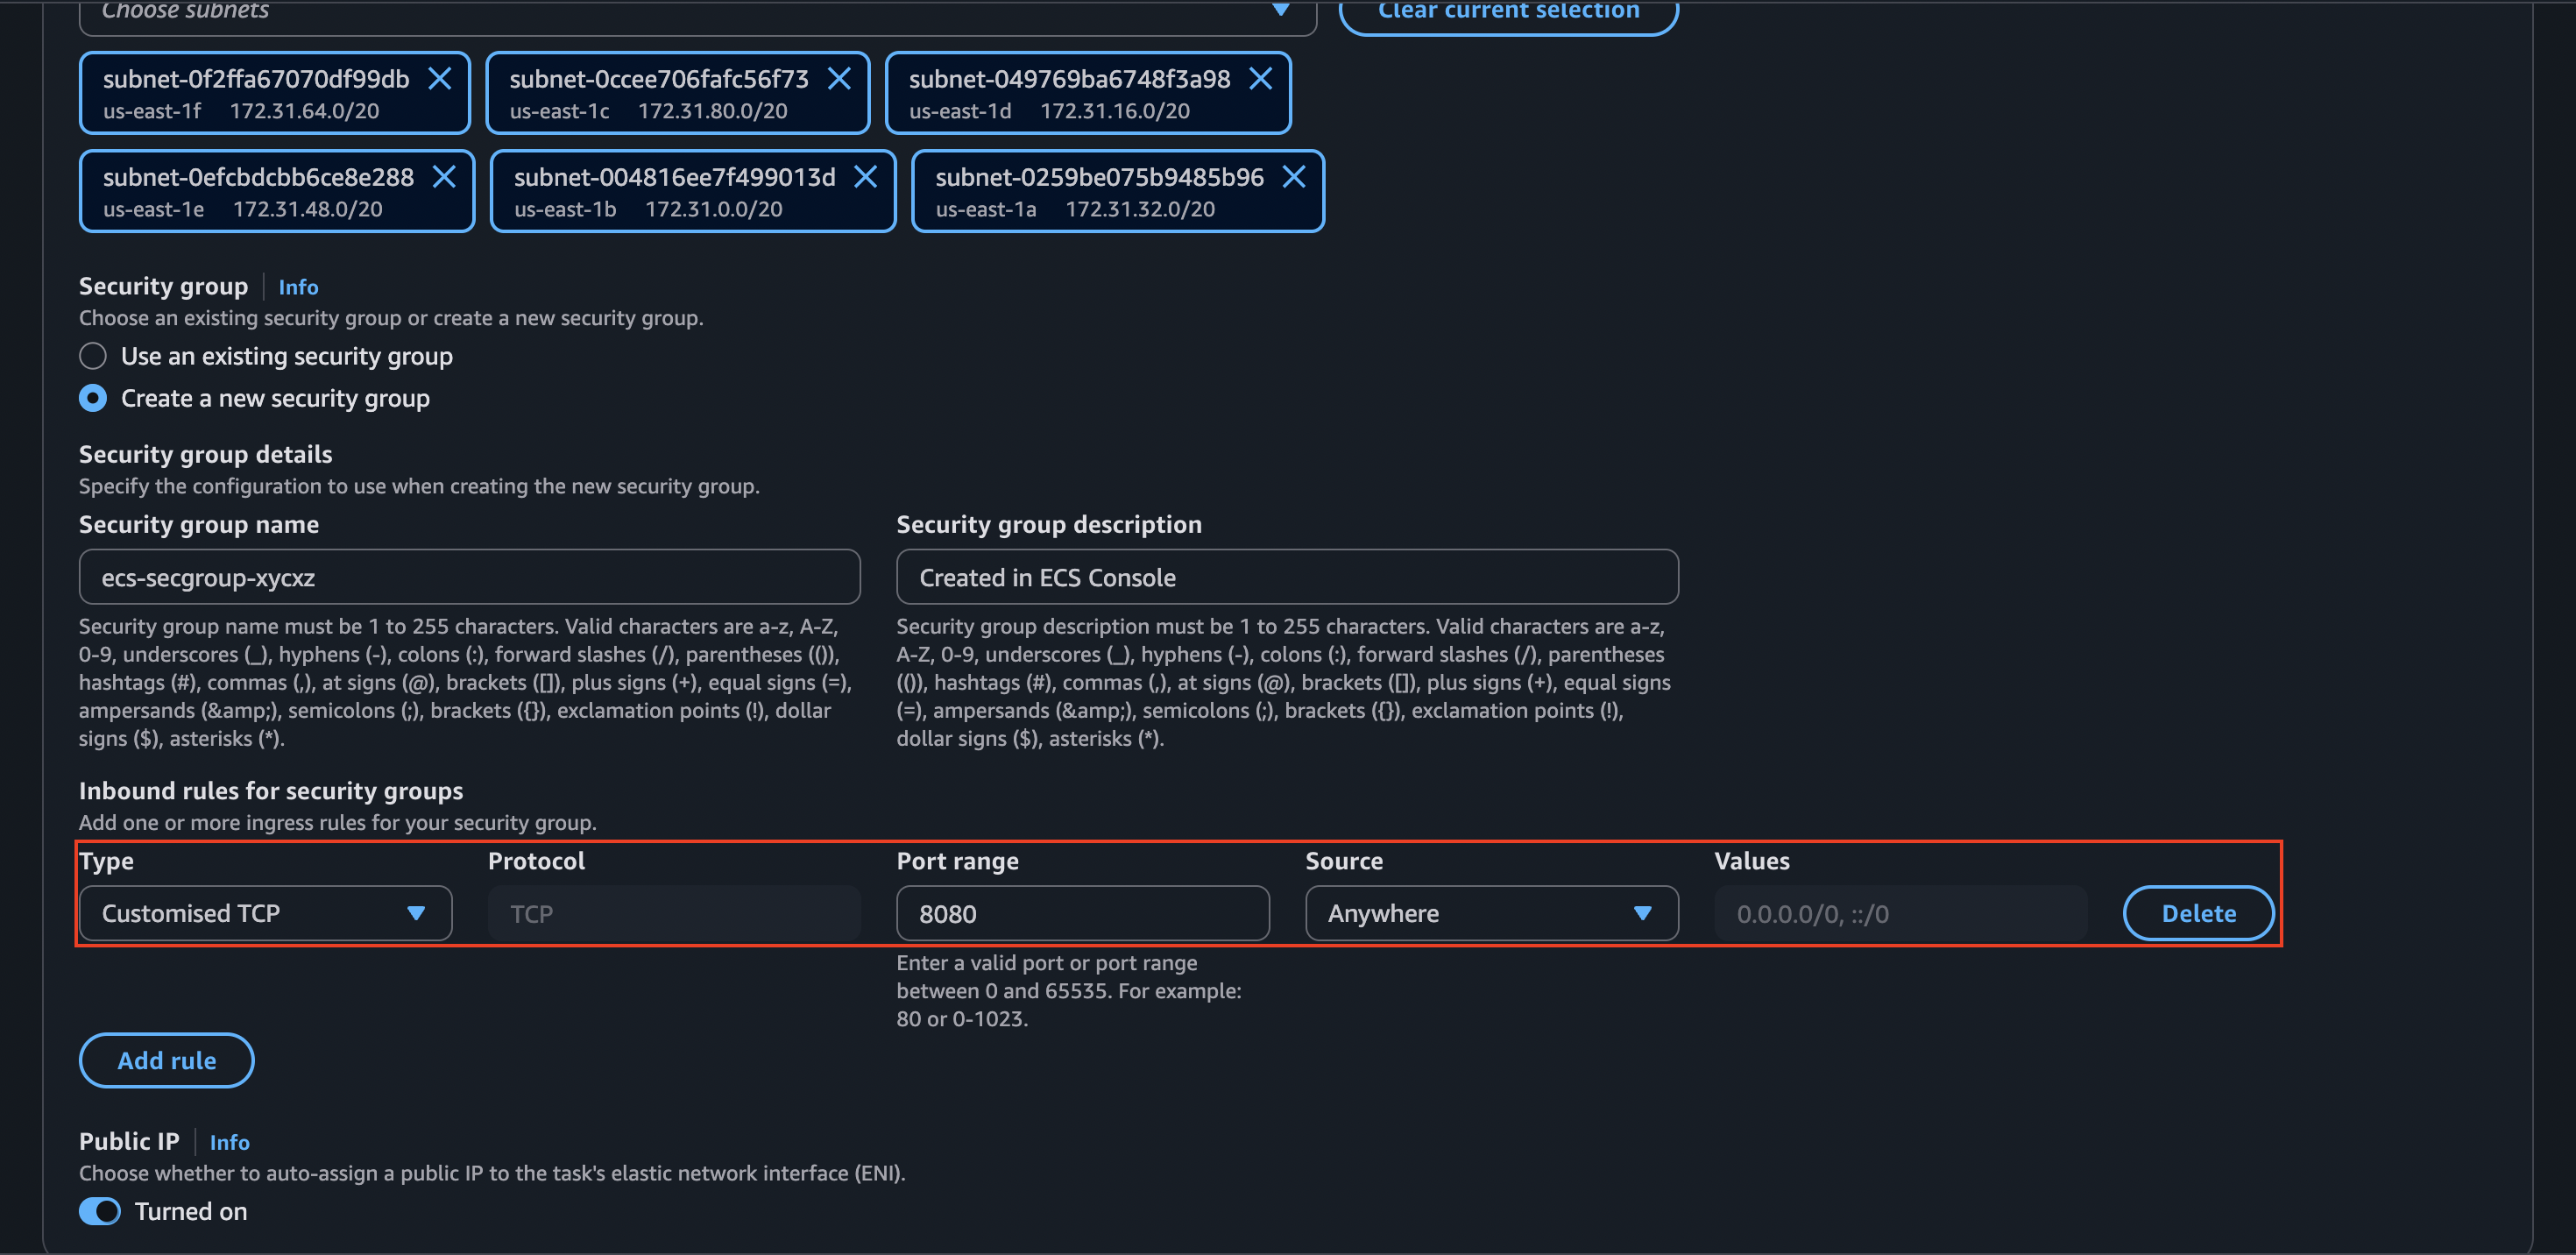 Choose subnets
Clear current selection
subnet-0f2ffa67070df99db
us-east-1f 172.31.64.0/20
subnet-0ccee706fafc56f73
us-east-1c 172.31.80.0/20
subnet-049769ba6748f3a98
us-east-1d 172.31.16.0/20
subnet-0efcbdcbb6ce8e288
us-east-1e 172.31.48.0/20
subnet-004816ee7f499013d
us-east-1b 172.31.0.0/20
subnet-0259be075b9485b96
us-east-1a 172.31.32.0/20
Security group Info
Choose an existing security group or create a new security group.
Use an existing security group
Create a new security group
Security group details
Specify the configuration to use when creating the new security group.
Security group name
ecs-secgroup-xycxz
Security group name must be 1 to 255 characters. Valid characters are a-z, A-Z,
0-9, underscores (_), hyphens (-), colons (:), forward slashes (/), parentheses (()),
hashtags (#), commas (,), at signs (@), brackets ([]), plus signs (+), equal signs (=),
ampersands (&amp;), semicolons (;), brackets ({}), exclamation points (!), dollar
signs ($), asterisks (*).
Security group description
Created in ECS Console
Security group description must be 1 to 255 characters. Valid characters are a-z,
A-Z, 0-9, underscores (_), hyphens (-), colons (:), forward slashes (/), parentheses
(()), hashtags (#), commas (,), at signs (@), brackets ([]), plus signs (+), equal signs
(=), ampersands (&amp;), semicolons (;), brackets ({}), exclamation points (!),
dollar signs ($), asterisks (*).
Inbound rules for security groups
Add one or more ingress rules for your security group.
Type Protocol Port range Source Values
Customised TCP TCP 8080 Anywhere 0.0.0.0/0, ::/0 Delete
Enter a valid port or port range
between 0 and 65535. For example:
80 or 0-1023.
Add rule
Public IP Info
Choose whether to auto-assign a public IP to the task's elastic network interface (ENI).
Turned on